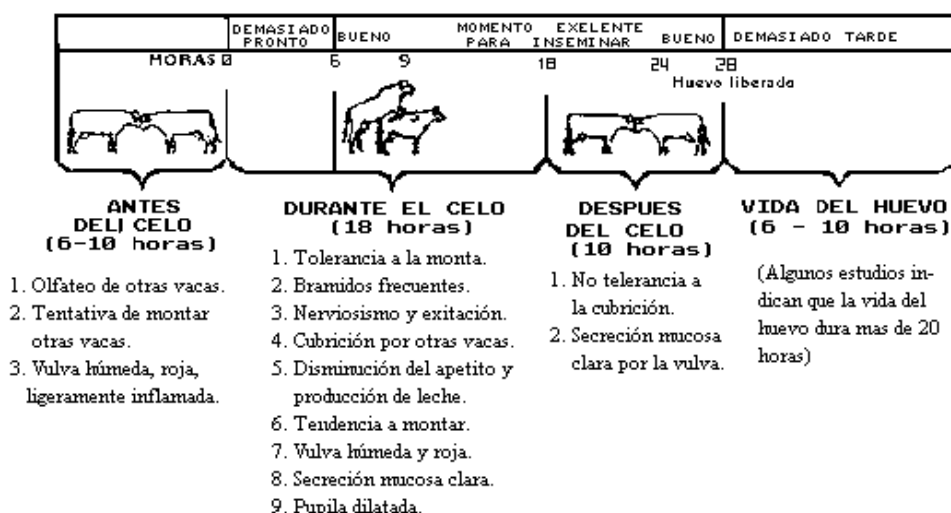 DEMASIADO PRONTO
BUENO
MOMENTO EXELENTE PARA INSEMINAR
BUENO
DEMASIADO TARDE
HORAS 0 6 9 18 24 28
Huevo liberada
ANTES
DEL CELO
(6-10 horas)
1. Olfateo de otras vacas.
2. Tentativa de montar
otras vacas.
3. Vulva húmeda, roja,
ligeramente inflamada.
DURANTE EL CELO
(18 horas)
1. Tolerancia a la monta.
2. Bramidos frecuentes.
3. Nerviosismo y exitación.
4. Cubrición por otras vacas.
5. Disminución del apetito y
producción de leche.
6. Tendencia a montar.
7. Vulva húmeda y roja.
8. Secreción mucosa clara.
9. Pupila dilatada.
DESPUES
DEL CELO
(10 horas)
1. No telerancia a
la cubrición.
2. Secreción mucosa
clara por la vulva.
VIDA DEL HUEVO
(6 - 10 horas)
(Algunos estudios in-
dican que la vida del
huevo dura mas de 20
horas)